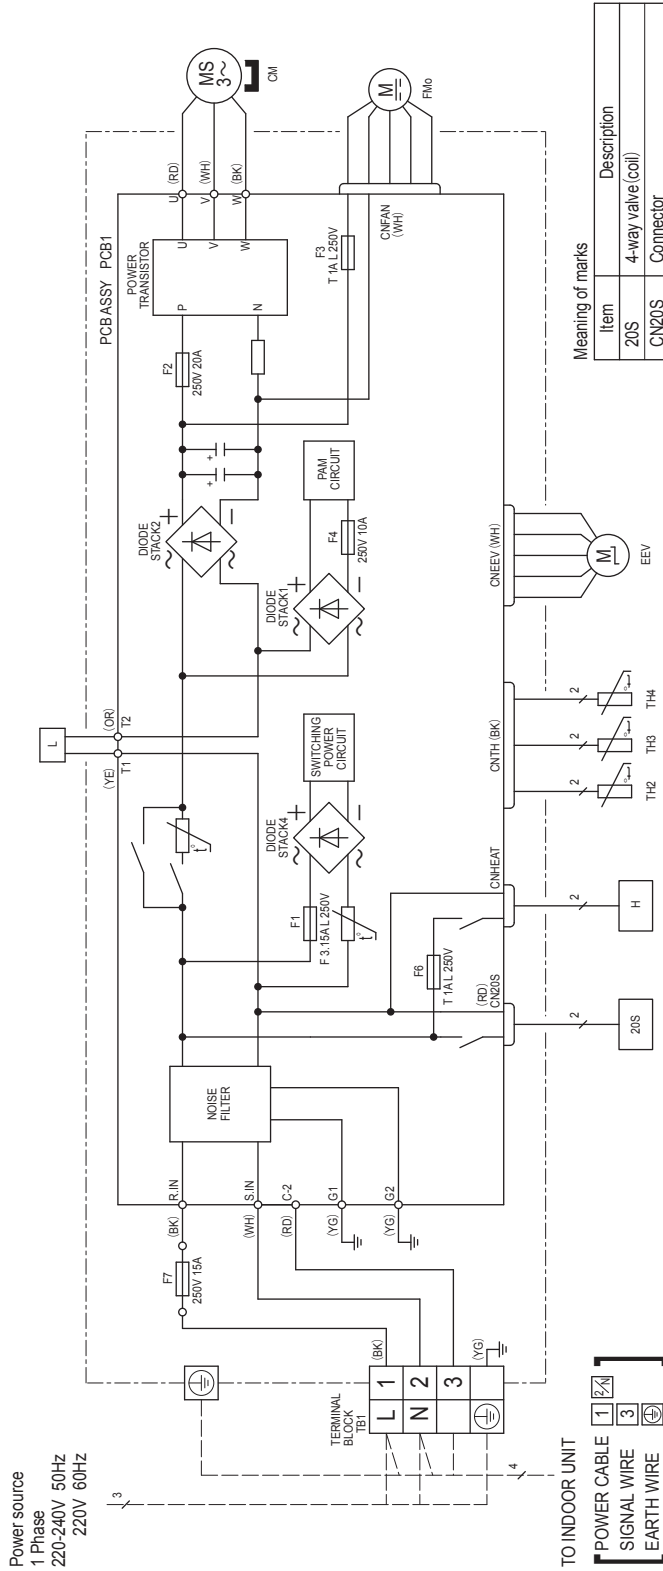 Power source
1 Phase
220-240V 50Hz
220V 60Hz
3
TERMINAL
BLOCK
TB1
L
1
N
2
3
(BK)
(YG)
4
TO INDOOR UNIT
POWER CABLE 1 2/N
SIGNAL WIRE 3
EARTH WIRE
F7
250V 15A
(BK)
R.IN
(WH)
S.IN
(RD)
C-2
(YG)
G1
(YG)
G2
NOISE
FILTER
F1
F 3.15A L 250V
t°
t°
DIODE
STACK4
+
−
~
~
SWITCHING
POWER
CIRCUIT
F6
T 1A L 250V
(RD)
CN20S
CNHEAT
2
20S
2
H
L
(YE)
T1
(OR)
T2
DIODE
STACK1
+
−
~
~
F4
250V 10A
PAM
CIRCUIT
DIODE
STACK2
+
−
~
~
+
+
F2
250V 20A
PCB ASSY PCB1
POWER
TRANSISTOR
P
N
U
V
W
U
(RD)
V
(WH)
W
(BK)
MS
3~
CM
F3
T 1A L 250V
CNFAN
(WH)
M
FMo
CNTH (BK)
2
2
2
t°
t°
t°
TH2
TH3
TH4
CNEEV (WH)
M
EEV
Meaning of marks
Item
Description
20S
4-way valve (coil)
CN20S
Connector